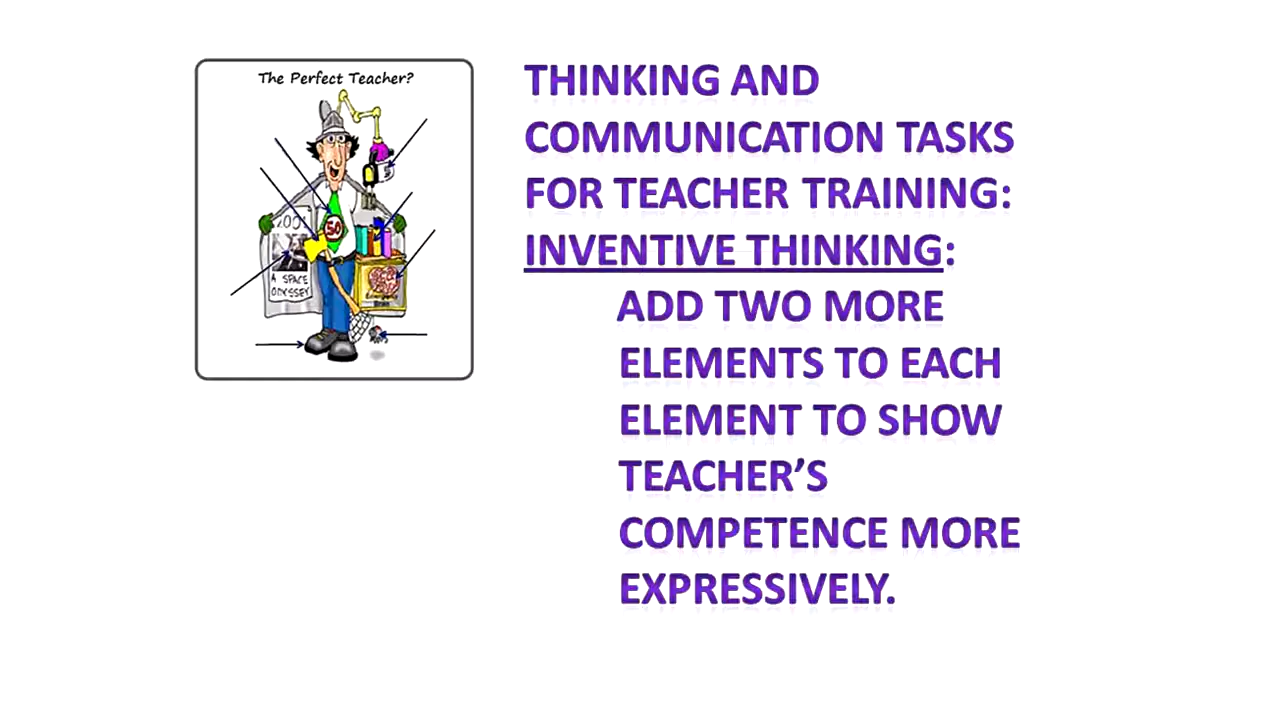 The Perfect Teacher?
50
A SPACE
ODYSSEY
THINKING AND
COMMUNICATION TASKS
FOR TEACHER TRAINING:
INVENTIVE THINKING:
ADD TWO MORE
ELEMENTS TO EACH
ELEMENT TO SHOW
TEACHER’S
COMPETENCE MORE
EXPRESSIVELY.